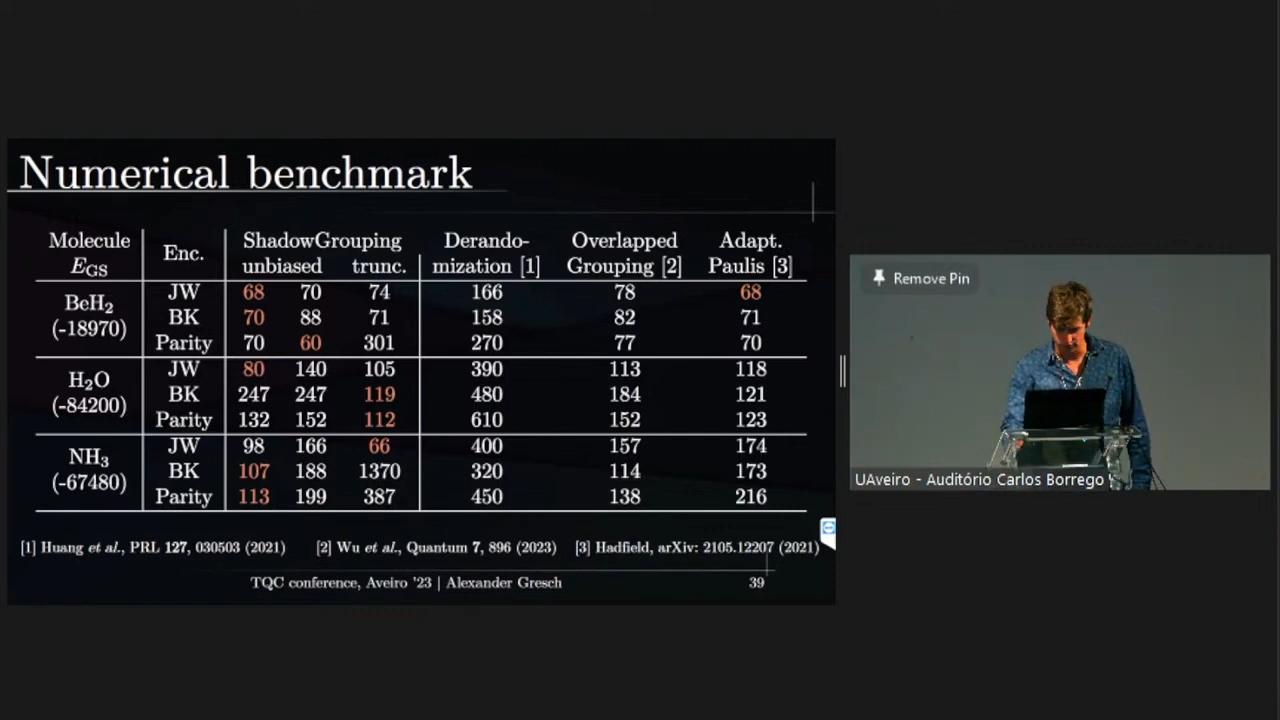 Numerical benchmark
Molecule Enc. ShadowGrouping Derando- Overlapped Adapt.
E_GS unbiased trunc. mization [1] Grouping [2] Paulis [3]
BeH₂ (-18970)
JW 68 70 74 166 78 68
BK 70 88 71 158 82 71
Parity 70 60 301 270 77 70
H₂O (-84200)
JW 80 140 105 390 113 118
BK 247 247 119 480 184 121
Parity 132 152 112 610 152 123
NH₃ (-67480)
JW 98 166 66 400 157 174
BK 107 188 1370 320 114 173
Parity 113 199 387 450 138 216
[1] Huang et al., PRL 127, 030503 (2021) [2] Wu et al., Quantum 7, 896 (2023) [3] Hadfield, arXiv: 2105.12207 (2021)
TQC conference, Aveiro '23 | Alexander Gresch 39
Remove Pin
UAveiro - Auditório Carlos Borrego